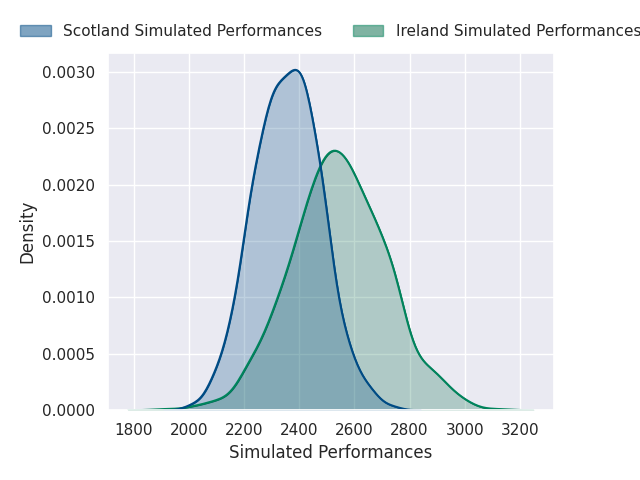 Scotland Simulated Performances Ireland Simulated Performances
0.0030
0.0025
0.0020
0.0015
0.0010
0.0005
0.0000
Density
1800 2000 2200 2400 2600 2800 3000 3200
Simulated Performances